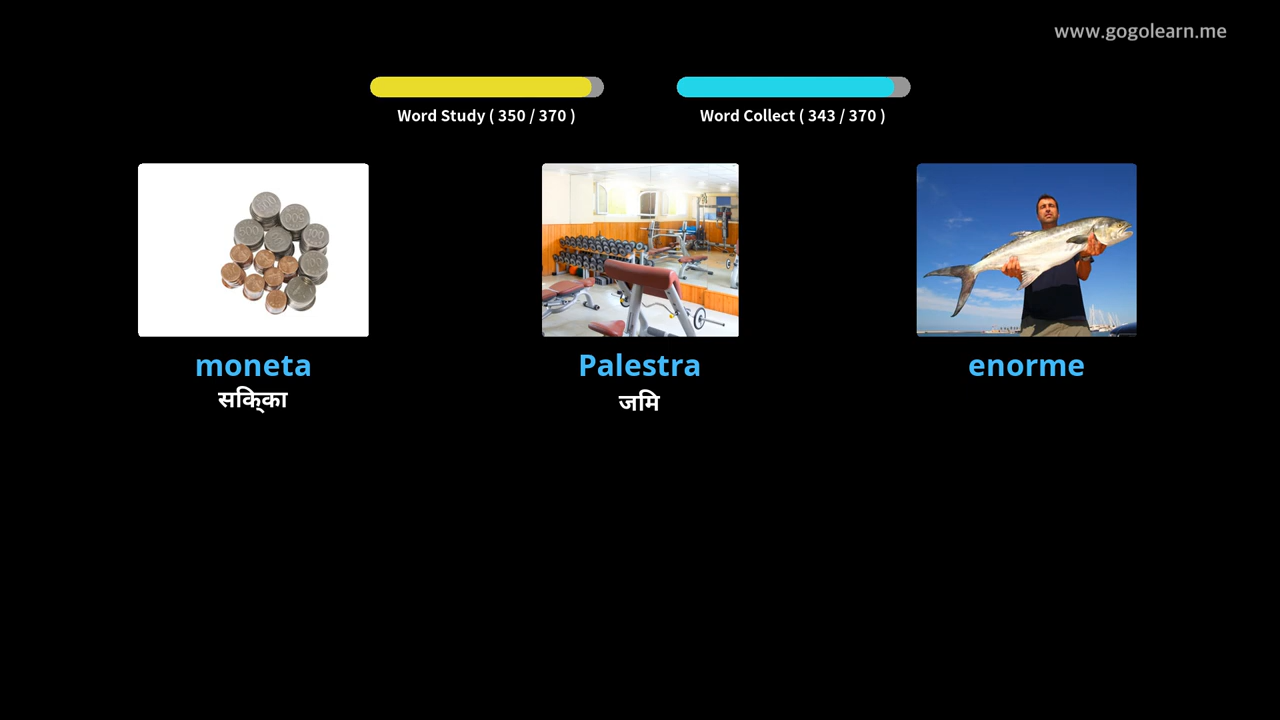 www.gogolearn.me
Word Study ( 350 / 370 )
Word Collect ( 343 / 370 )
moneta
सिक्का
Palestra
जिम
enorme